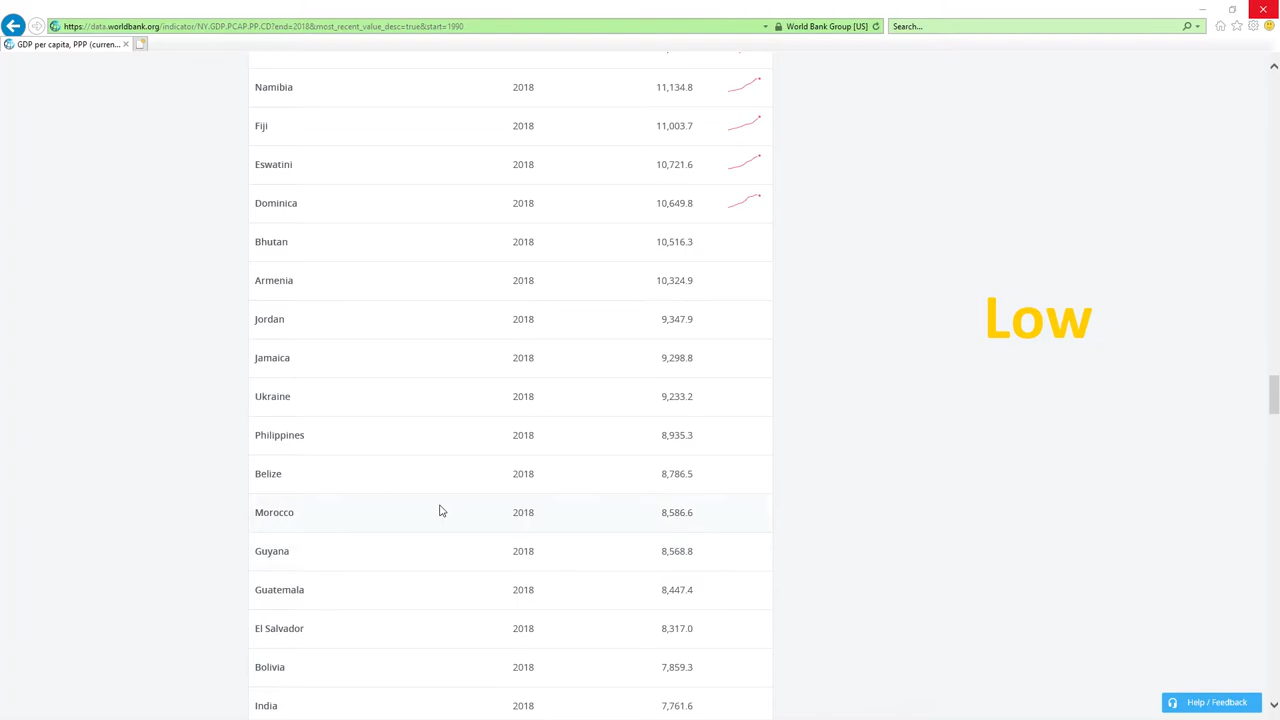 https://data.worldbank.org/indicator/NY.GDP.PCAP.PP.CD?end=2018&most_recent_value_desc=true&start=1990
World Bank Group [US]
Search...
GDP per capita, PPP (curren...
Namibia 2018 11,134.8
Fiji 2018 11,003.7
Eswatini 2018 10,721.6
Dominica 2018 10,649.8
Bhutan 2018 10,516.3
Armenia 2018 10,324.9
Low
Jordan 2018 9,347.9
Jamaica 2018 9,298.8
Ukraine 2018 9,233.2
Philippines 2018 8,935.3
Belize 2018 8,786.5
Morocco 2018 8,586.6
Guyana 2018 8,568.8
Guatemala 2018 8,447.4
El Salvador 2018 8,317.0
Bolivia 2018 7,859.3
India 2018 7,761.6
Help / Feedback